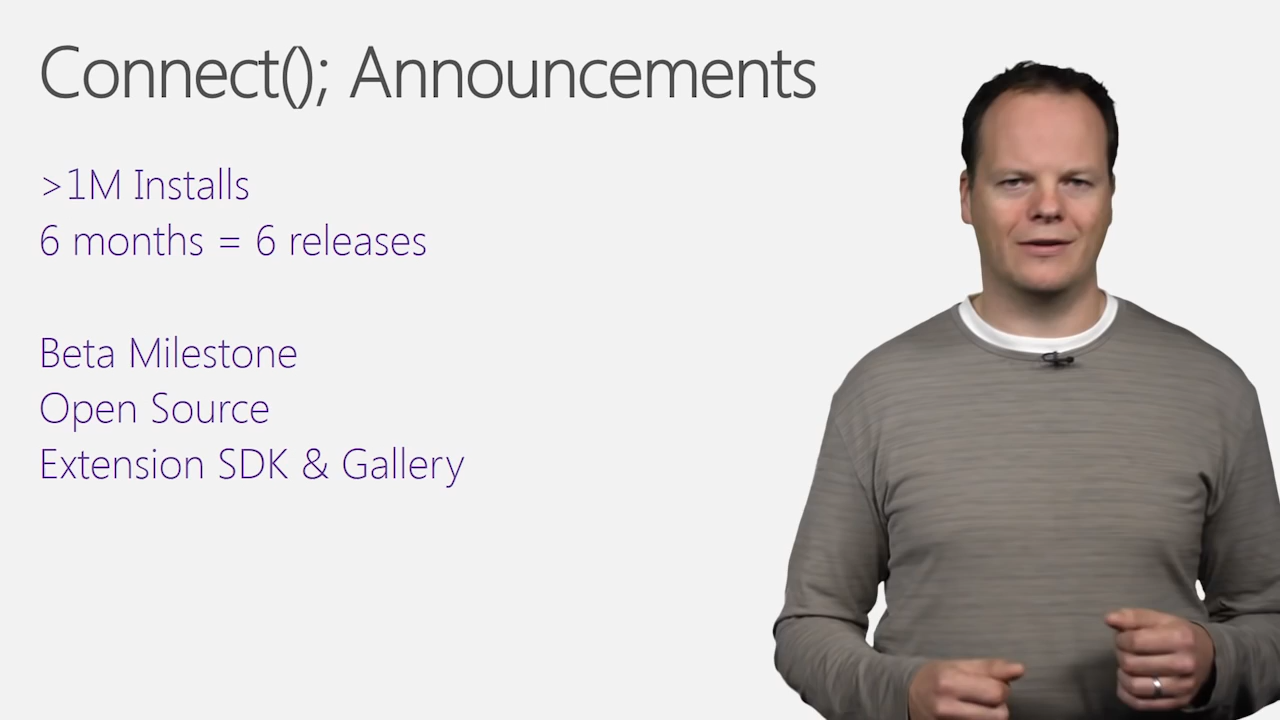 Connect(); Announcements
>1M Installs
6 months = 6 releases
Beta Milestone
Open Source
Extension SDK & Gallery